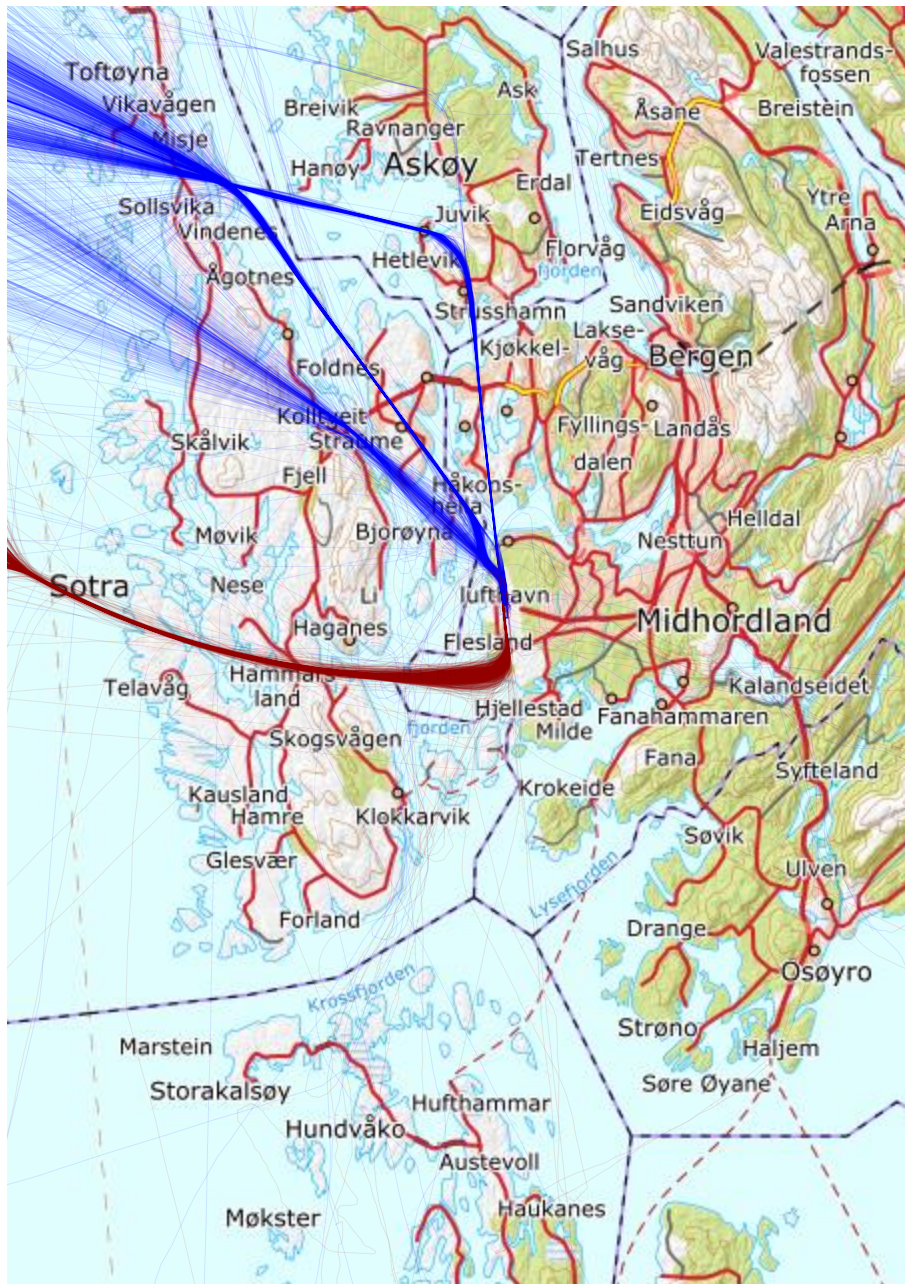 Salhus
Valestrands-
fossen
Toftøyna
Vikavågen
Ask
Breivik
Åsane
Breistein
Ravnanger
Misje
Askøy
Tertnes
Hanøy
Erdal
Ytre
Arna
Sollsvika
Juvik
Eidsvåg
Vindenes
Florvåg
Hetlevik
fjorden
Ågotnes
Strusshamn
Sandviken
Lakse-
våg
Kjøkkel-
Bergen
Foldnes
Kolltveit
Straume
Skålvik
Fyllings-
dalen
Landås
Fjell
Håkons-
hella
Helldal
Møvik
Bjorøyna
Nesttun
Sotra
Nese
Li
lufthavn
Haganes
Flesland
Midhordland
Telavåg
Hammars-
land
Hjellestad
Milde
Fanahammaren
Kalandseidet
fjorden
Skogsvågen
Fana
Syfteland
Kausland
Krokeide
Hamre
Klokkarvik
Søvik
Glesvær
Ulven
Lysefjorden
Forland
Drange
Osøyro
Krossfjorden
Strøno
Marstein
Haljem
Storakalsøy
Søre Øyane
Hufthammar
Hundvåko
Austevoll
Møkster
Haukanes